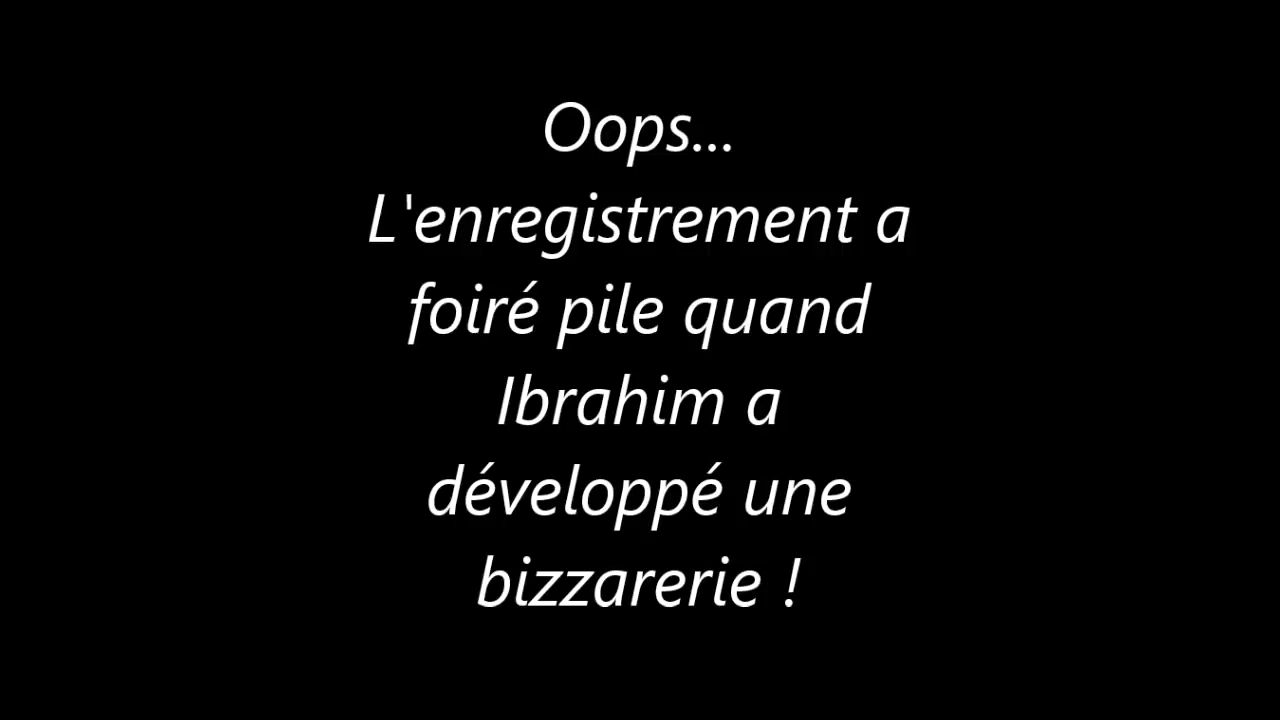 Oops...
L'enregistrement a
foiré pile quand
Ibrahim a
développé une
bizzarerie !